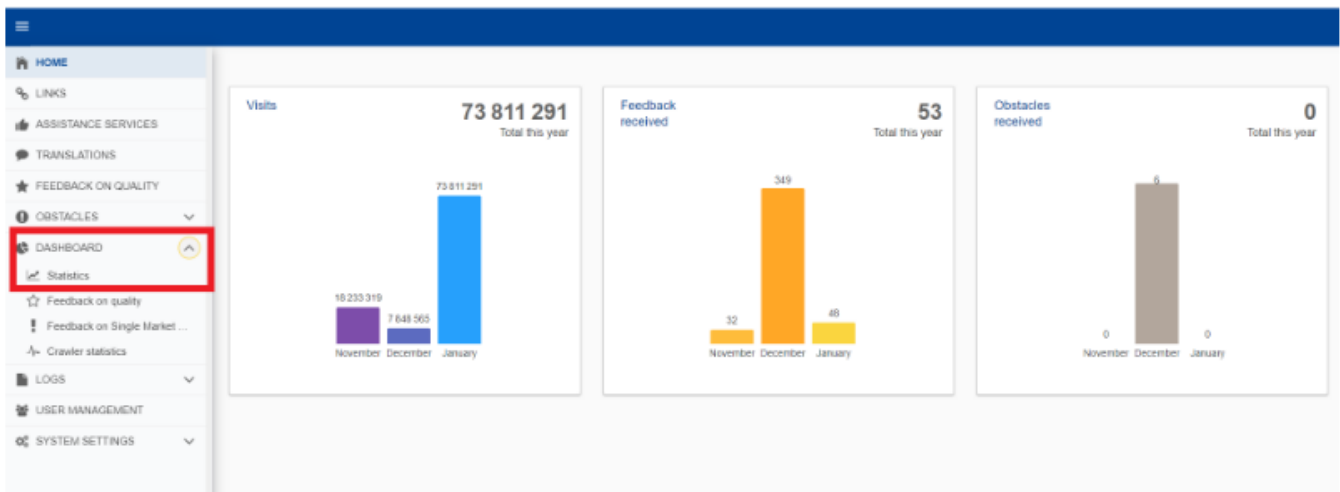 HOME
LINKS
ASSISTANCE SERVICES
TRANSLATIONS
FEEDBACK ON QUALITY
OBSTACLES
DASHBOARD
Statistics
Feedback on quality
Feedback on Single Market ...
Crawler statistics
LOGS
USER MANAGEMENT
SYSTEM SETTINGS
Visits
73 811 291
Total this year
73 811 291
18 233 319
7 648 565
November December January
Feedback
received
53
Total this year
349
32
48
November December January
Obstacles
received
0
Total this year
6
0
0
November December January